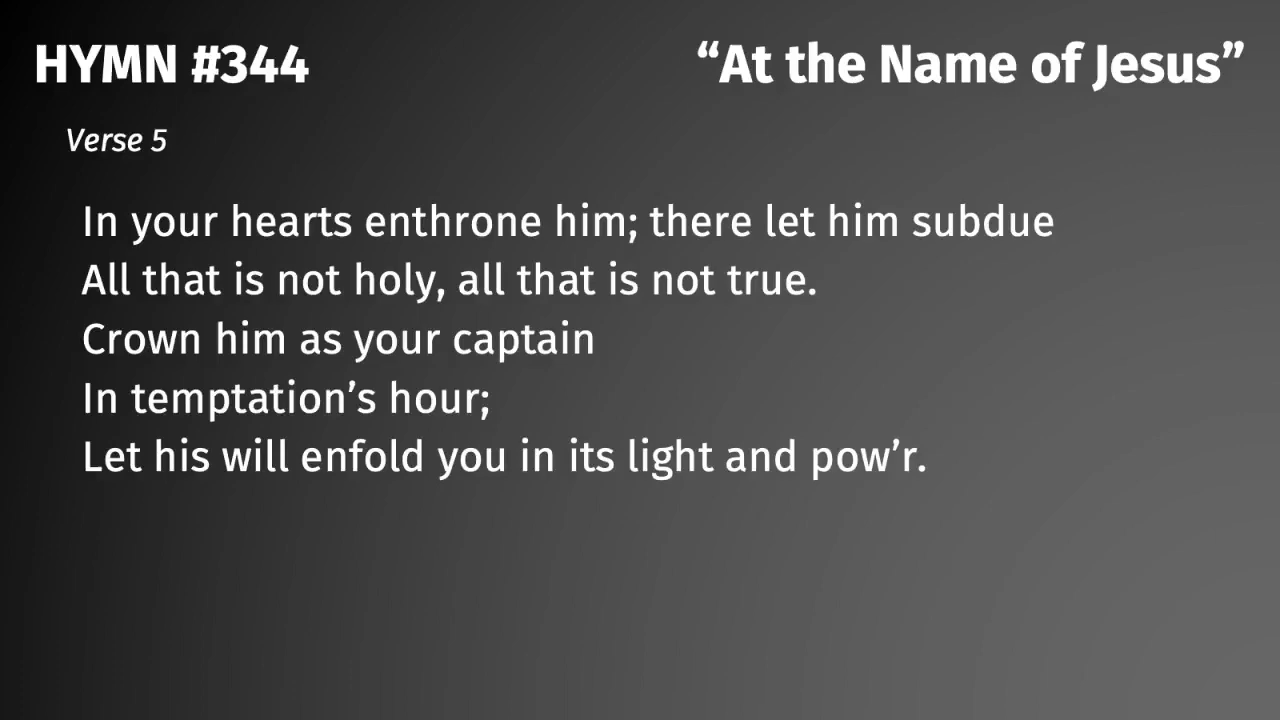 HYMN #344
“At the Name of Jesus”
Verse 5
In your hearts enthrone him; there let him subdue
All that is not holy, all that is not true.
Crown him as your captain
In temptation’s hour;
Let his will enfold you in its light and pow’r.